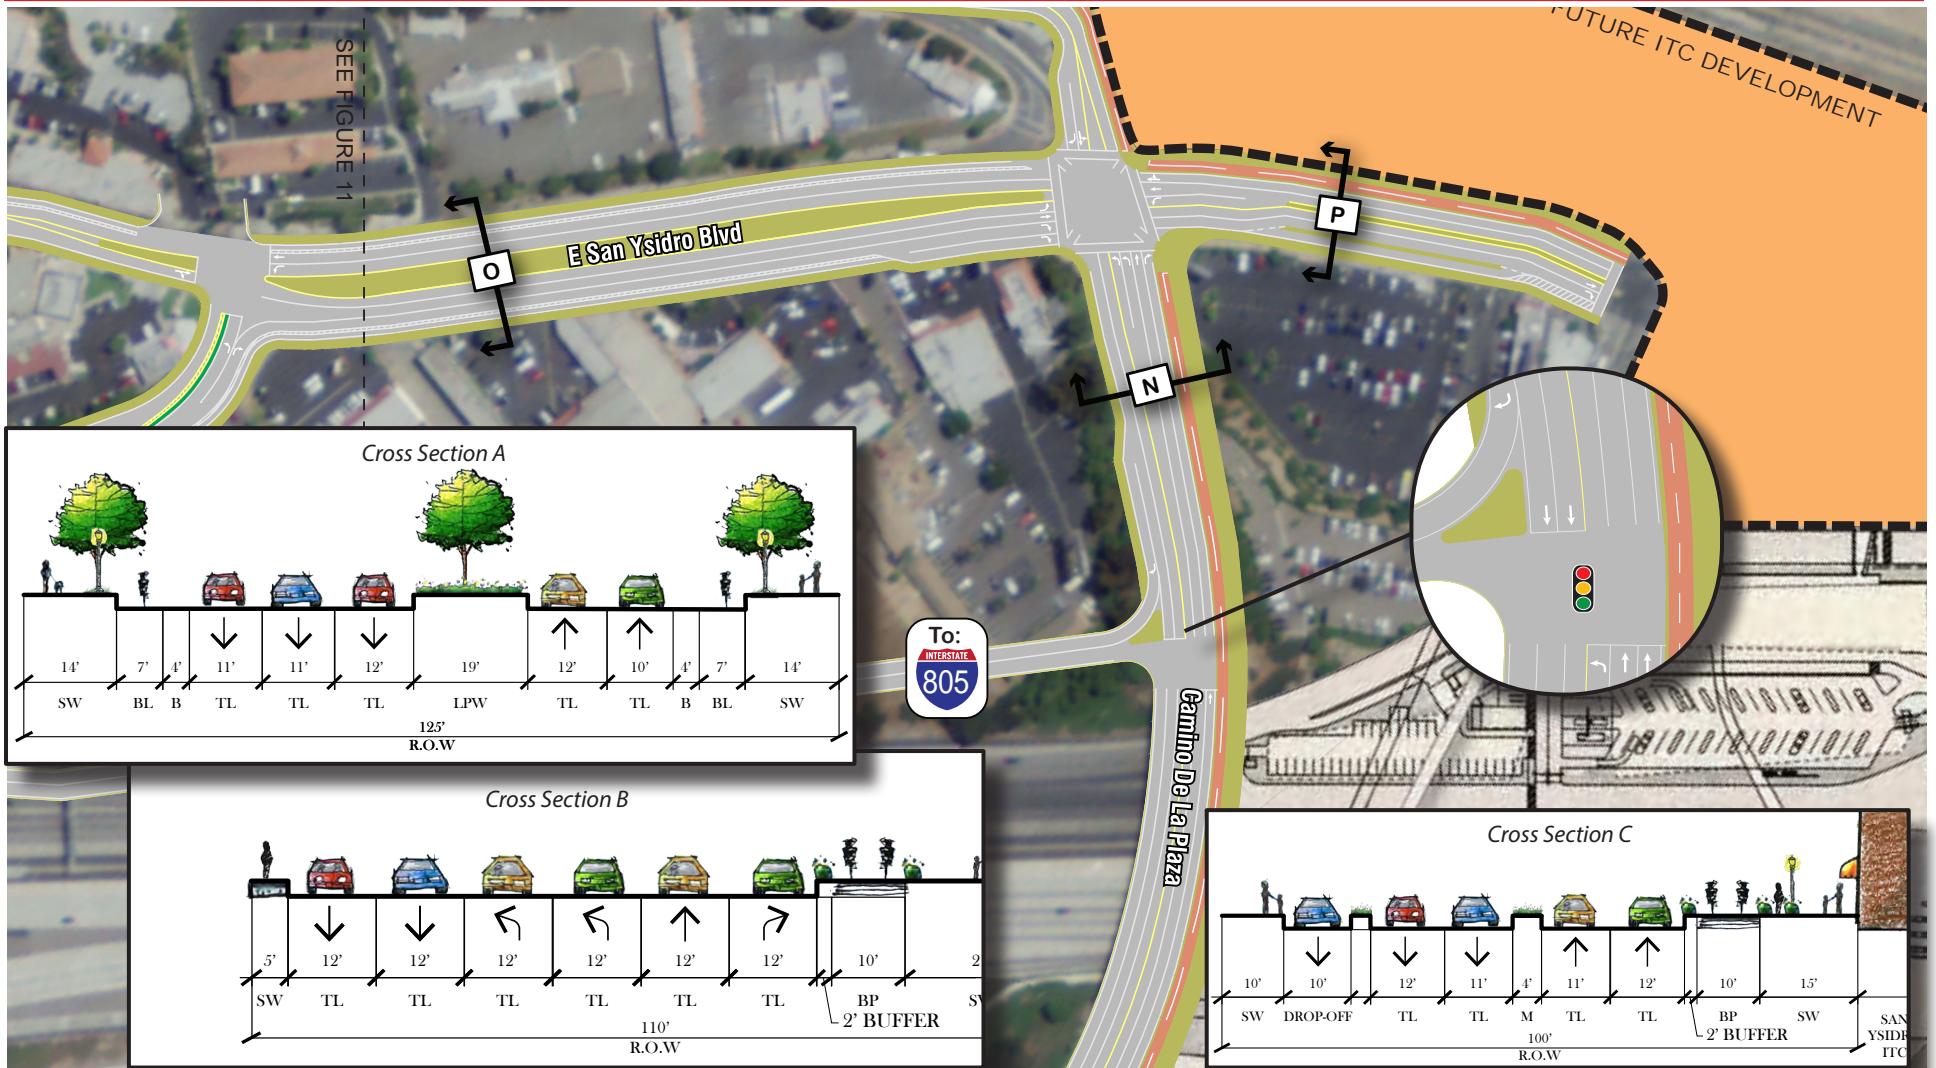 FUTURE ITC DEVELOPMENT
SEE FIGURE 11
P
O
E San Ysidro Blvd
N
To:
INTERSTATE
805
Camino De La Plaza
Cross Section A
14' 7' 4' 11' 11' 12' 19' 12' 10' 4' 7' 14'
SW BL B TL TL TL LPW TL TL B BL SW
125'
R.O.W
Cross Section B
5' 12' 12' 12' 12' 12' 12' 10' 2
SW TL TL TL TL TL TL BP
2' BUFFER
110'
R.O.W
Cross Section C
10' 10' 12' 11' 4' 11' 12' 10' 15'
SW DROP-OFF TL TL M TL TL BP SW
2' BUFFER
100'
R.O.W
SAN
YSIDR
ITC